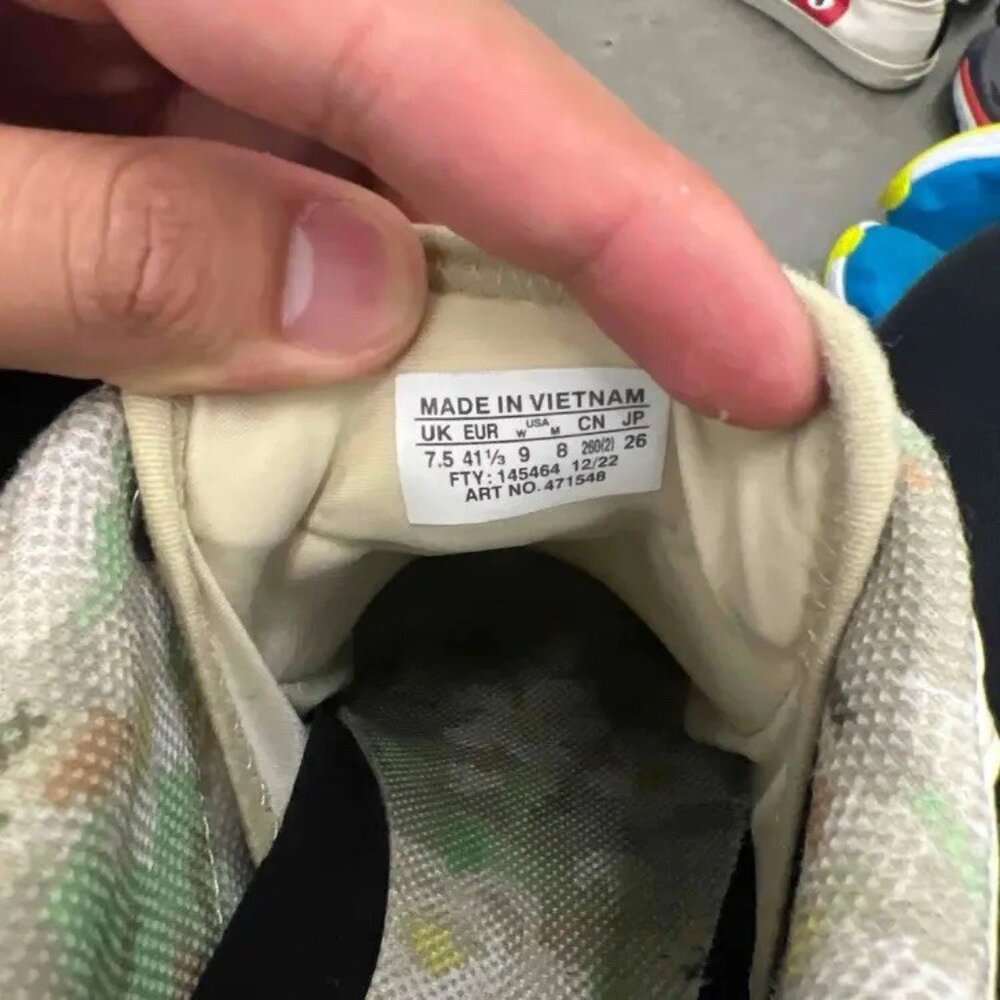 MADE IN VIETNAM
UK EUR W USA M CN JP
7.5 41⅓ 9 8 260(2) 26
FTY: 145464 12/22
ART NO. 471548